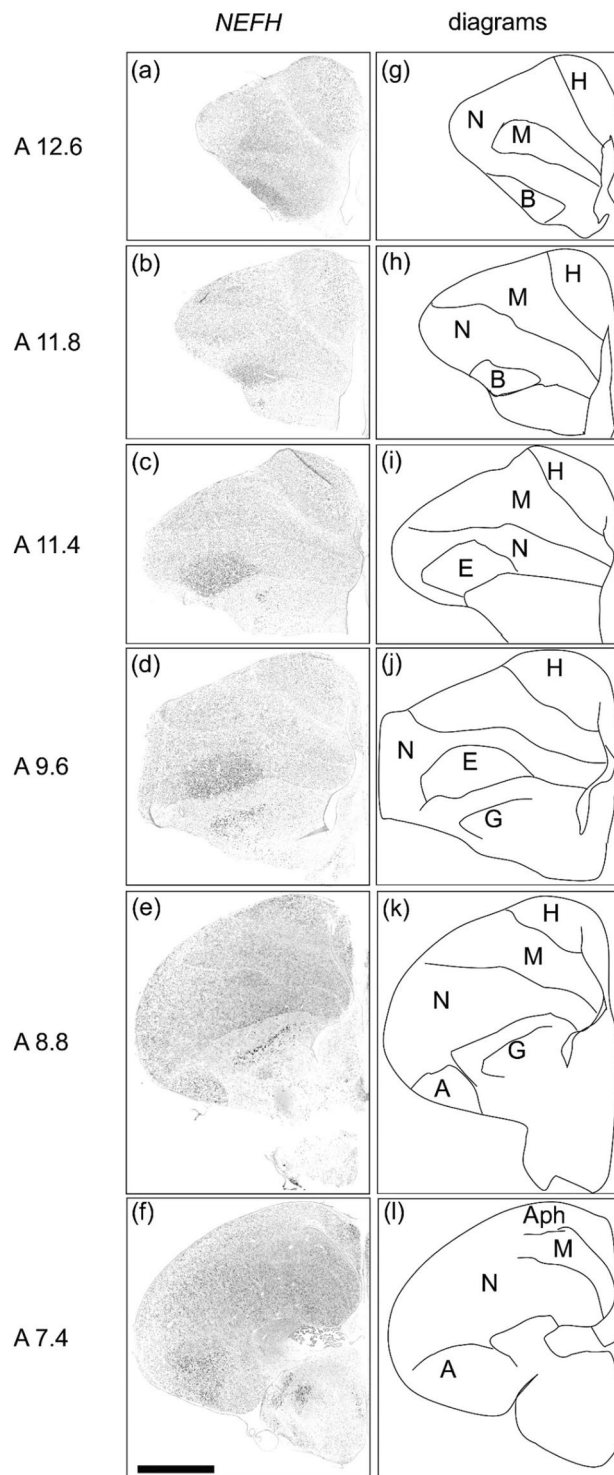 NEFH diagrams
A 12.6 (a) (g) H N M B
A 11.8 (b) (h) H M N B
A 11.4 (c) (i) H M N E
A 9.6 (d) (j) H N E G
A 8.8 (e) (k) H M N G A
A 7.4 (f) (l) Aph M N A